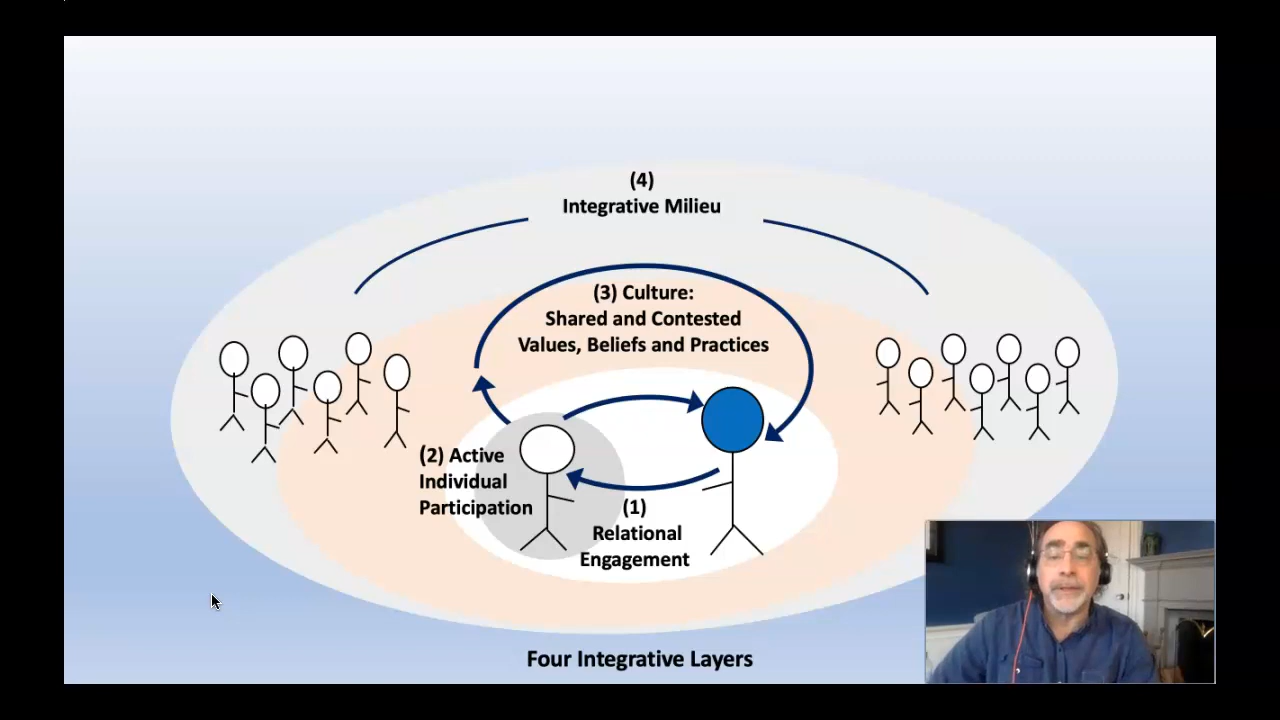 (4)
Integrative Milieu
(3) Culture:
Shared and Contested
Values, Beliefs and Practices
(2) Active
Individual
Participation
(1)
Relational
Engagement
Four Integrative Layers